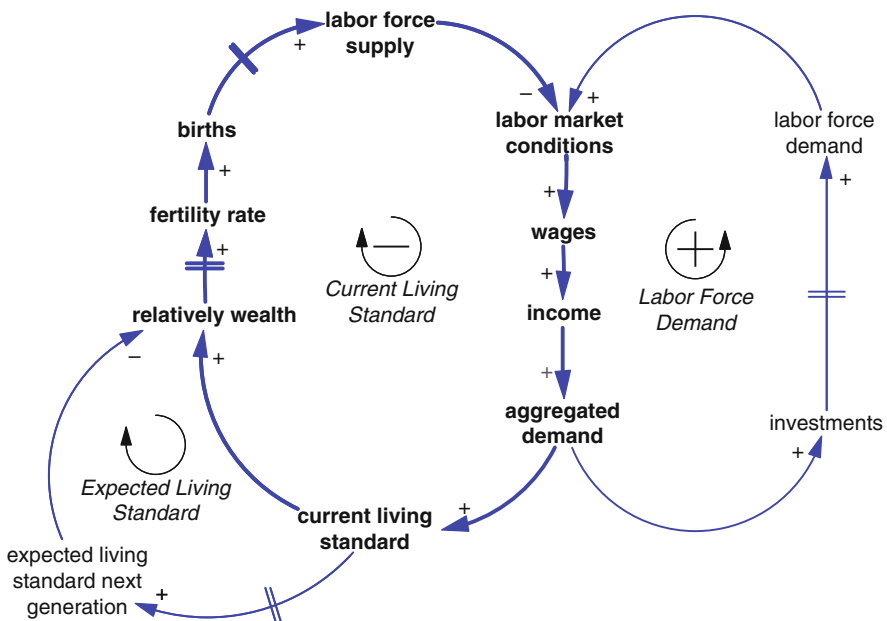 labor force
supply
+
−
+
labor market
conditions
labor force
demand
births
+
+
+
fertility rate
wages
+
−
+
Current Living
Standard
+
Labor Force
Demand
relatively wealth
income
−
+
+
aggregated
demand
investments
+
Expected Living
Standard
current living
standard
+
expected living
standard next
generation
+